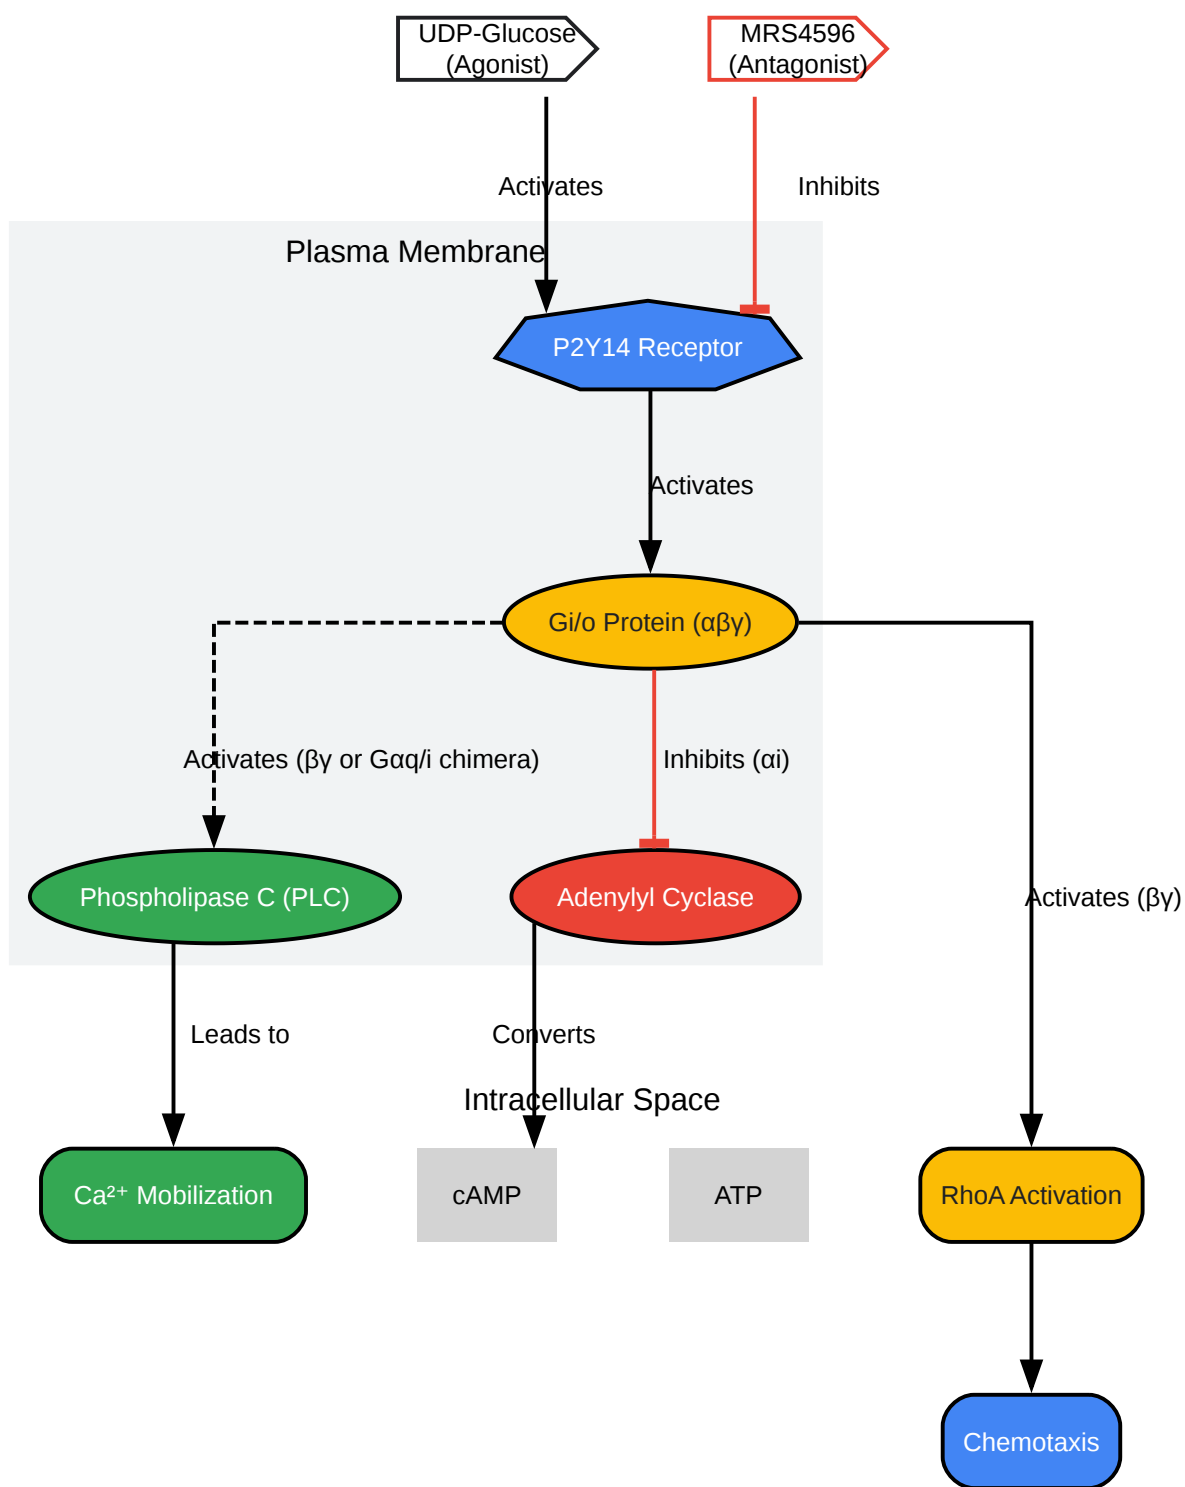 UDP-Glucose
(Agonist)
MRS4596
(Antagonist)
Activates
Inhibits
Plasma Membrane
P2Y14 Receptor
Activates
Gi/o Protein (αβγ)
Activates (βγ or Gαq/i chimera)
Inhibits (αi)
Phospholipase C (PLC)
Adenylyl Cyclase
Activates (βγ)
Leads to
Converts
Intracellular Space
Ca²⁺ Mobilization
cAMP
ATP
RhoA Activation
Chemotaxis